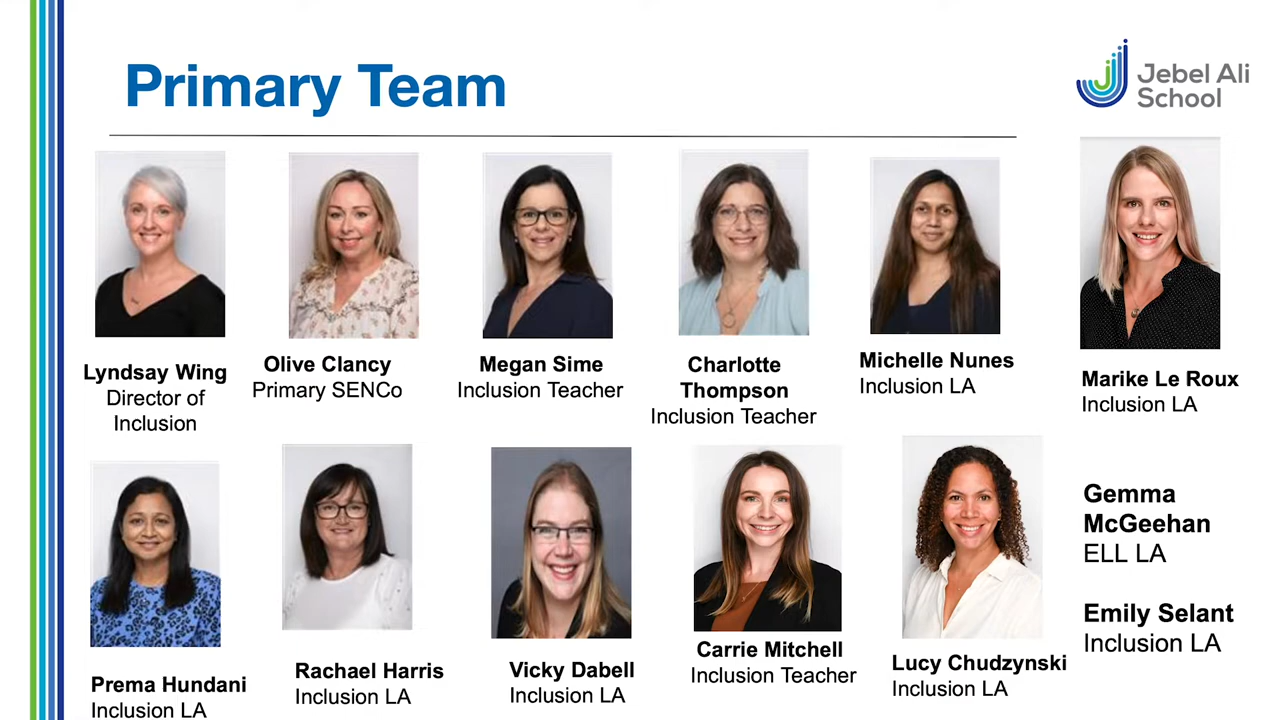 Primary Team
Jebel Ali
School
Lyndsay Wing
Director of
Inclusion
Olive Clancy
Primary SENCo
Megan Sime
Inclusion Teacher
Charlotte
Thompson
Inclusion Teacher
Michelle Nunes
Inclusion LA
Marike Le Roux
Inclusion LA
Prema Hundani
Inclusion LA
Rachael Harris
Inclusion LA
Vicky Dabell
Inclusion LA
Carrie Mitchell
Inclusion Teacher
Lucy Chudzynski
Inclusion LA
Gemma
McGeehan
ELL LA
Emily Selant
Inclusion LA